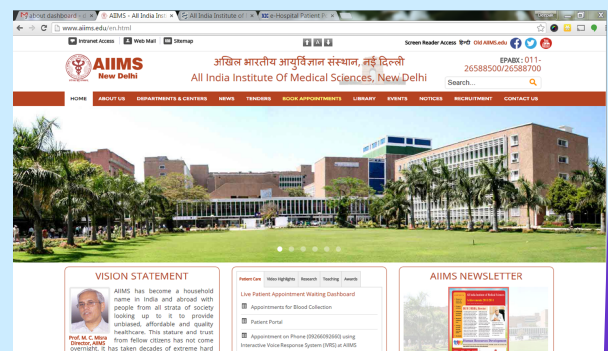 about dashboard
AIIMS - All India Insti
All India Institute of
e-Hospital Patient P
www.aiims.edu/en.html
Intranet Access
Web Mail
Sitemap
A
Screen Reader Access
हिन्दी
Old AIIMS.edu
AIIMS
New Delhi
अखिल भारतीय आयुर्विज्ञान संस्थान, नई दिल्ली
All India Institute Of Medical Sciences, New Delhi
EPABX: 011-
26588500/26588700
Search...
HOME ABOUT US DEPARTMENTS & CENTERS NEWS TENDERS BOOK APPOINTMENTS LIBRARY EVENTS NOTICES RECRUITMENT CONTACT US
VISION STATEMENT
AIIMS has become a household
name in India and abroad with
people from all strata of society
looking up to it to provide
unbiased, affordable and quality
healthcare. This stature and trust
from fellow citizens has not come
overnight, it has taken decades of extreme hard
Prof. M. C. Misra
Director, AIIMS
Patient Care Video Highlights Research Teaching Awards
Live Patient Appointment Waiting Dashboard
Appointments for Blood Collection
Patient Portal
Appointment on Phone (09266092660) using
Interactive Voice Response System (IVRS) at AIIMS
AIIMS NEWSLETTER